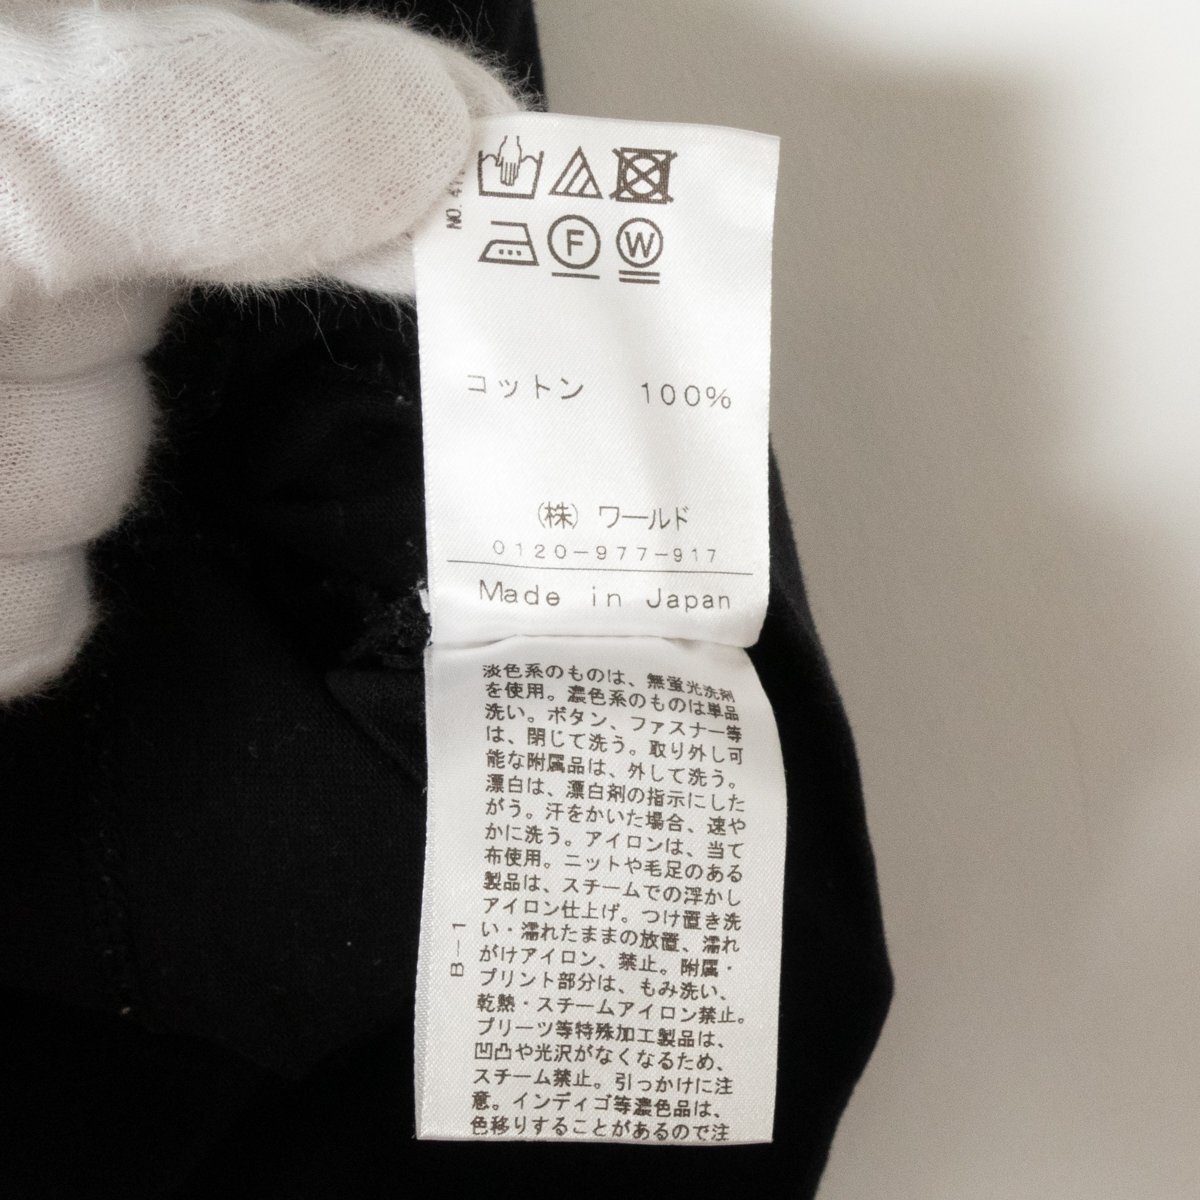 NO. 41
F
W
コットン 100%
(株) ワールド
0120-977-917
Made in Japan
淡色系のものは、無蛍光洗剤
を使用。濃色系のものは単品
洗い。ボタン、ファスナー等
は、閉じて洗う。取り外し可
能な附属品は、外して洗う。
漂白は、漂白剤の指示にした
がう。汗をかいた場合、速や
かに洗う。アイロンは、当て
布使用。ニットや毛足のある
製品は、スチームでの浮かし
アイロン仕上げ。つけ置き洗
い・濡れたままの放置、濡れ
がけアイロン、禁止。附属・
プリント部分は、もみ洗い、
乾熱・スチームアイロン禁止。
プリーツ等特殊加工製品は、
凹凸や光沢がなくなるため、
スチーム禁止。引っかけに注
意。インディゴ等濃色品は、
色移りすることがあるので注
B-1